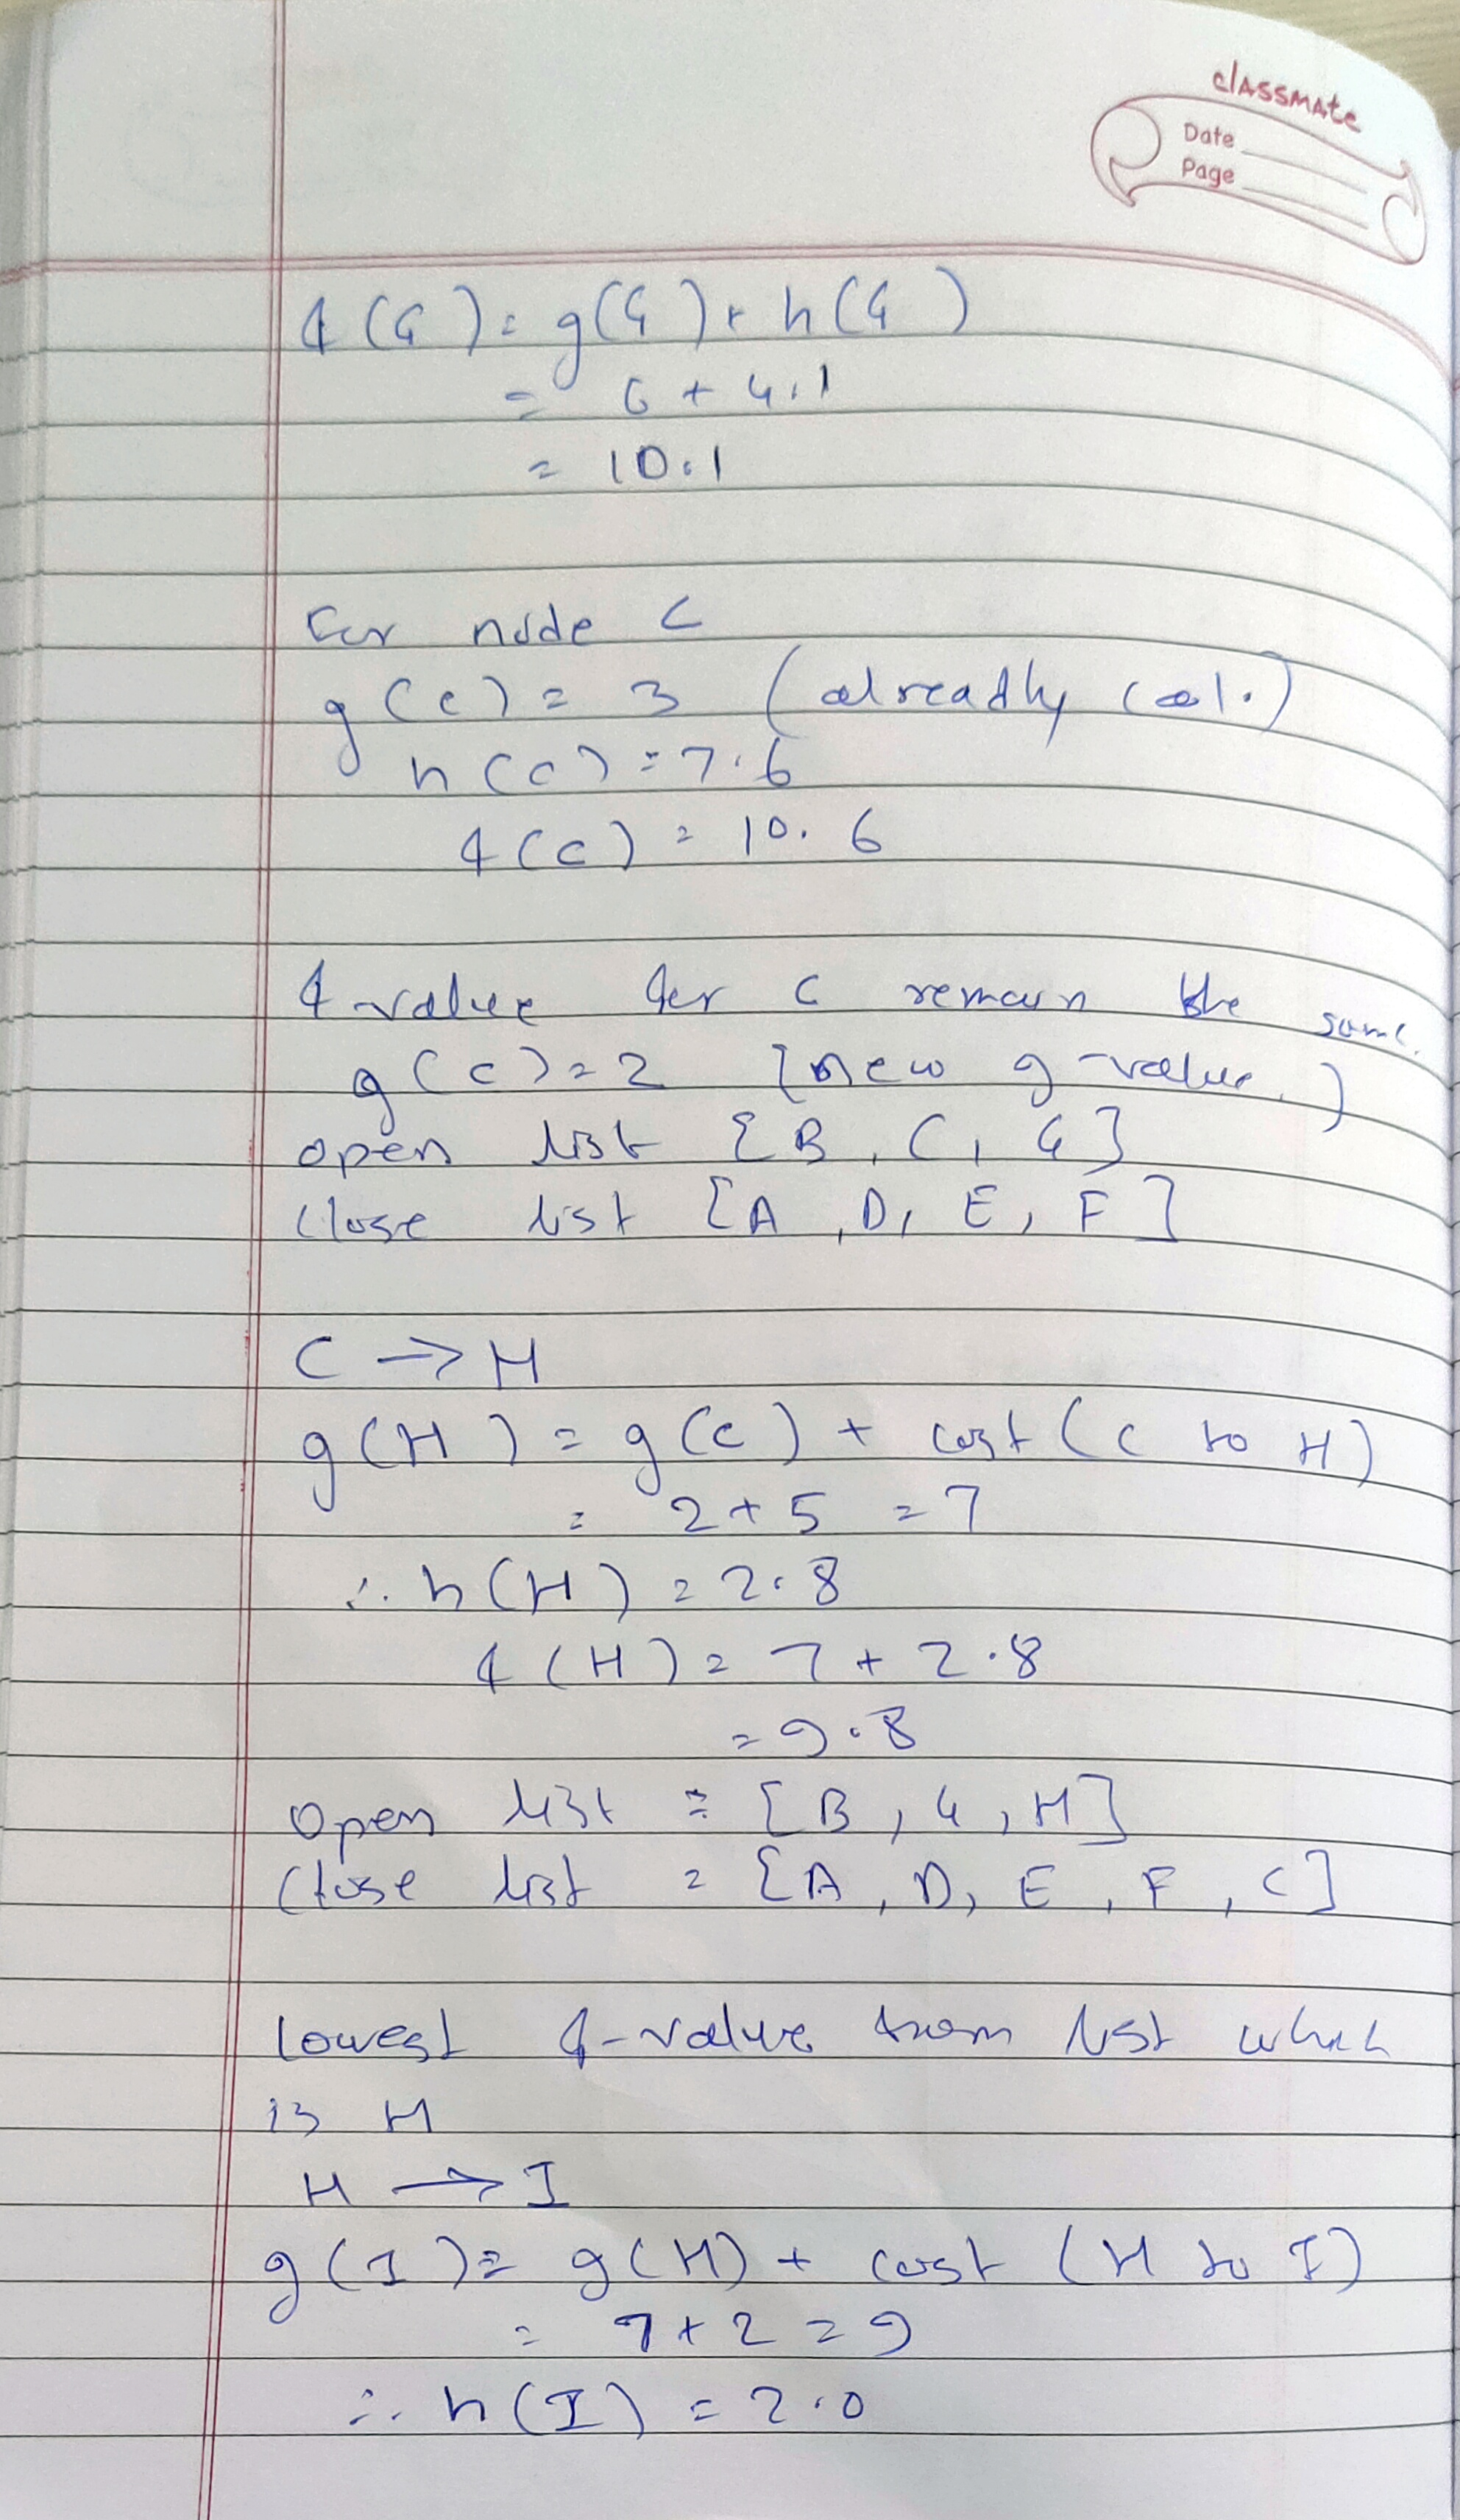 classmate
Date
Page
f(G) = g(G) + h(G)
= 6 + 4.1
= 10.1
For node C
g(C) = 3 (alreadly cal.)
h(C) = 7.6
f(C) = 10.6
f value for C remain the same.
g(C) = 2 [new g-value.)
open list {B, C, G}
Close list [A, D, E, F]
C → H
g(H) = g(C) + cost (C to H)
= 2 + 5 = 7
∴ h(H) = 2.8
f(H) = 7 + 2.8
= 9.8
Open list = [B, G, H]
Close list = {A, D, E, F, C]
Lowest f-value from list which
is H
H → I
g(I) = g(H) + cost (H to I)
= 7 + 2 = 9
∴ h(I) = 2.0